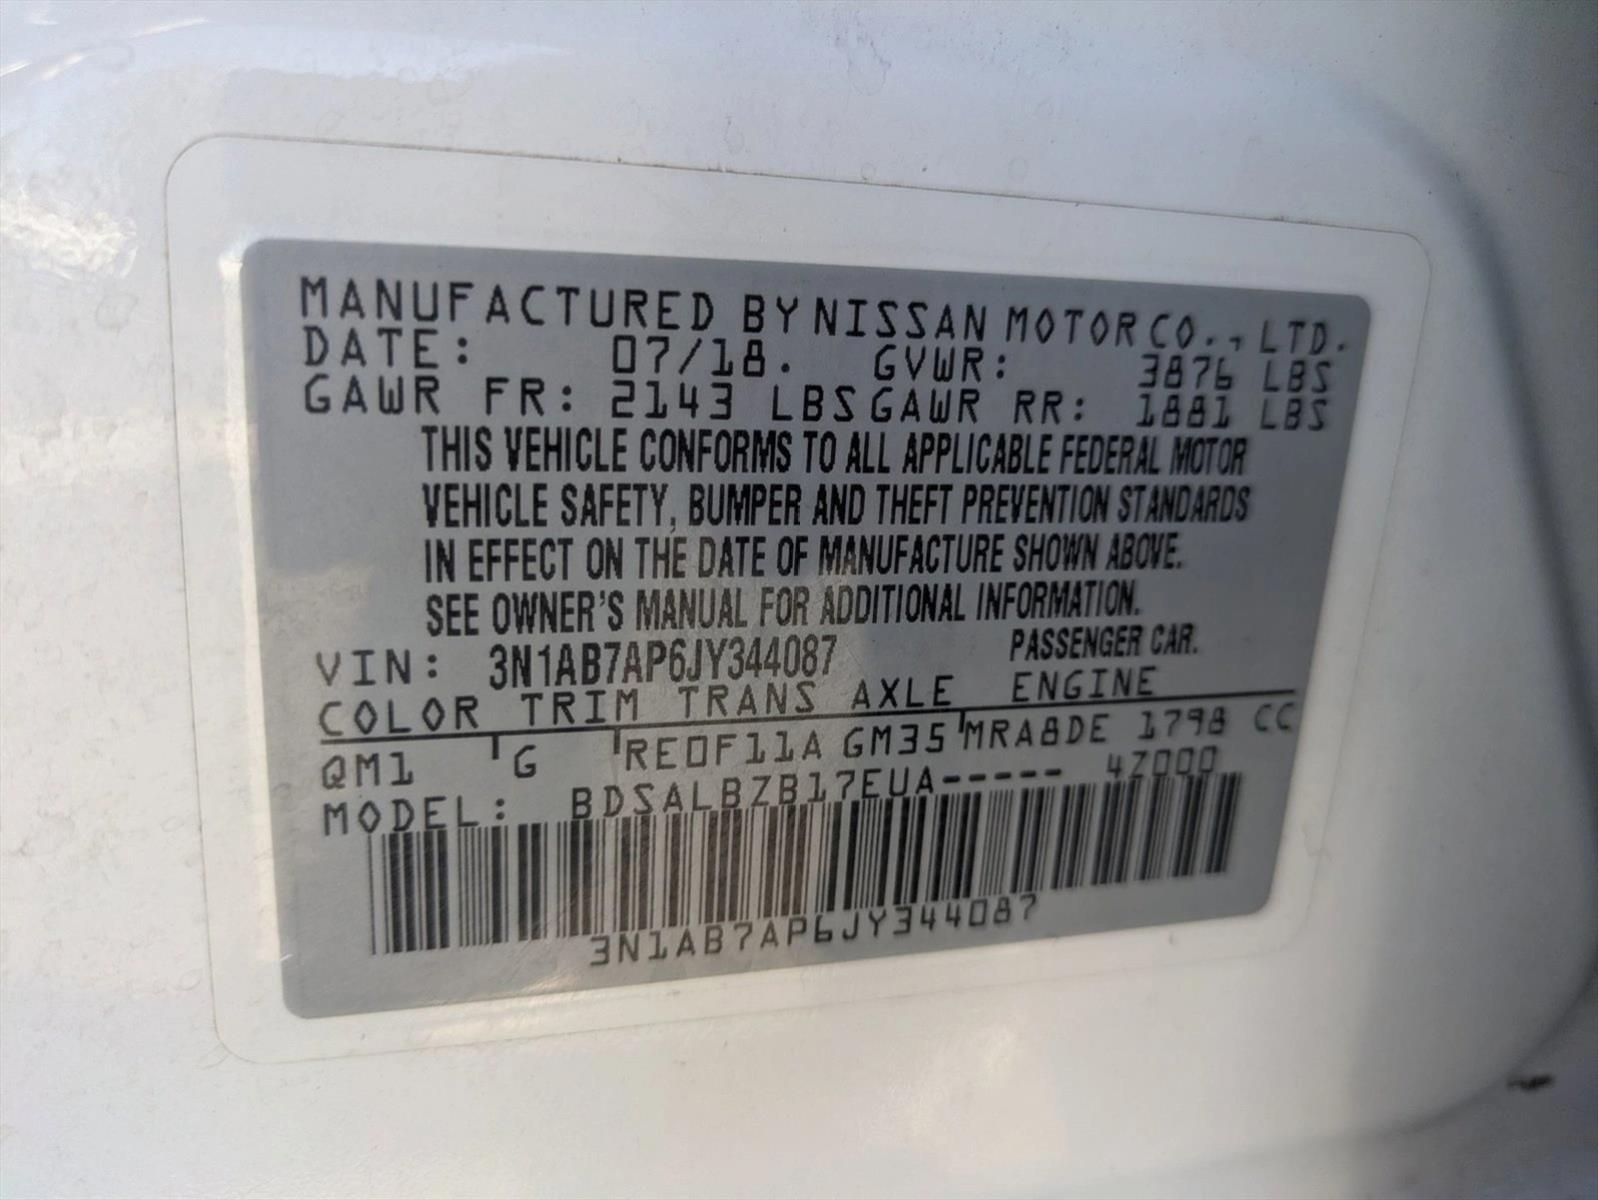 MANUFACTURED BY NISSAN MOTOR CO., LTD.
DATE: 07/18. GVWR: 3876 LBS
GAWR FR: 2143 LBS GAWR RR: 1881 LBS
THIS VEHICLE CONFORMS TO ALL APPLICABLE FEDERAL MOTOR
VEHICLE SAFETY, BUMPER AND THEFT PREVENTION STANDARDS
IN EFFECT ON THE DATE OF MANUFACTURE SHOWN ABOVE.
SEE OWNER'S MANUAL FOR ADDITIONAL INFORMATION.
VIN: 3N1AB7AP6JY344087 PASSENGER CAR.
COLOR TRIM TRANS AXLE ENGINE
QM1 G RE0F11A GM35 MRA8DE 1798 CC
MODEL: BDSALBZB17EUA----- 4Z000
3N1AB7AP6JY344087